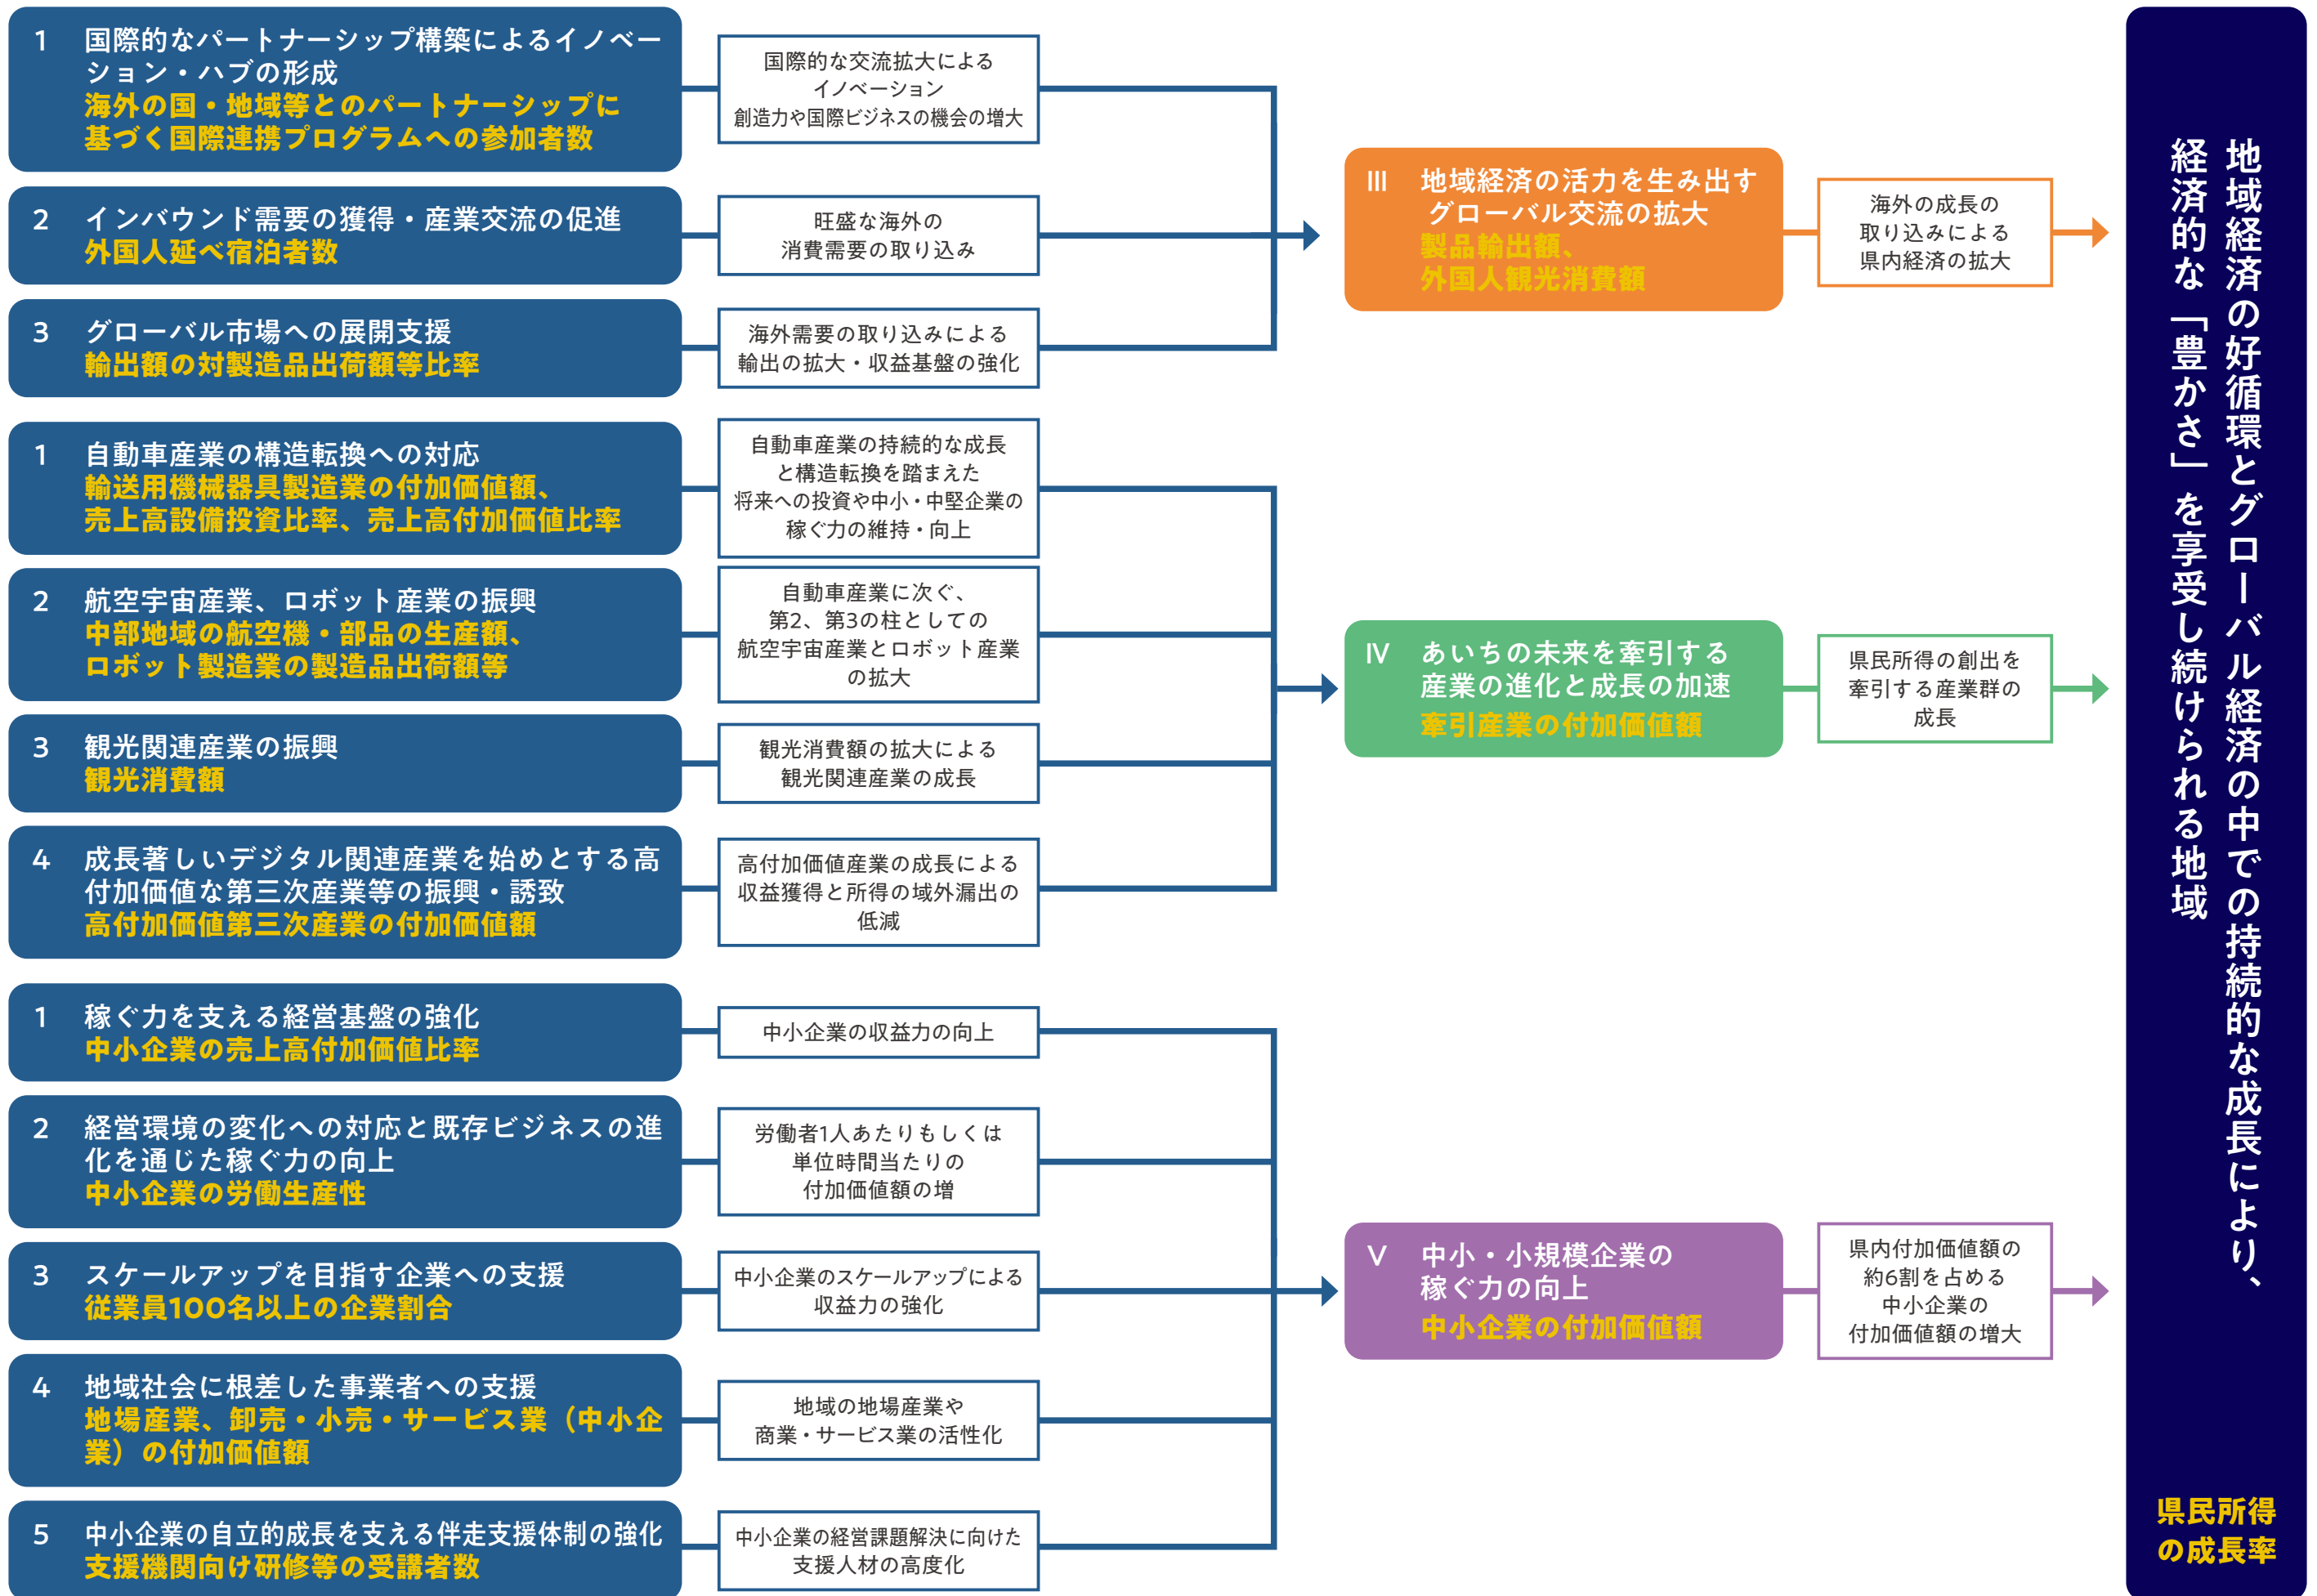 1 国際的なパートナーシップ構築によるイノベー
ション・ハブの形成
海外の国・地域等とのパートナーシップに
基づく国際連携プログラムへの参加者数
国際的な交流拡大による
イノベーション
創造力や国際ビジネスの機会の増大
2 インバウンド需要の獲得・産業交流の促進
外国人延べ宿泊者数
旺盛な海外の
消費需要の取り込み
3 グローバル市場への展開支援
輸出額の対製造品出荷額等比率
海外需要の取り込みによる
輸出の拡大・収益基盤の強化
III 地域経済の活力を生み出す
グローバル交流の拡大
製品輸出額、
外国人観光消費額
海外の成長の
取り込みによる
県内経済の拡大
1 自動車産業の構造転換への対応
輸送用機械器具製造業の付加価値額、
売上高設備投資比率、売上高付加価値比率
自動車産業の持続的な成長
と構造転換を踏まえた
将来への投資や中小・中堅企業の
稼ぐ力の維持・向上
2 航空宇宙産業、ロボット産業の振興
中部地域の航空機・部品の生産額、
ロボット製造業の製造品出荷額等
自動車産業に次ぐ、
第2、第3の柱としての
航空宇宙産業とロボット産業
の拡大
3 観光関連産業の振興
観光消費額
観光消費額の拡大による
観光関連産業の成長
4 成長著しいデジタル関連産業を始めとする高
付加価値な第三次産業等の振興・誘致
高付加価値第三次産業の付加価値額
高付加価値産業の成長による
収益獲得と所得の域外漏出の
低減
IV あいちの未来を牽引する
産業の進化と成長の加速
牽引産業の付加価値額
県民所得の創出を
牽引する産業群の
成長
1 稼ぐ力を支える経営基盤の強化
中小企業の売上高付加価値比率
中小企業の収益力の向上
2 経営環境の変化への対応と既存ビジネスの進
化を通じた稼ぐ力の向上
中小企業の労働生産性
労働者1人あたりもしくは
単位時間当たりの
付加価値額の増
3 スケールアップを目指す企業への支援
従業員100名以上の企業割合
中小企業のスケールアップによる
収益力の強化
4 地域社会に根差した事業者への支援
地場産業、卸売・小売・サービス業（中小企
業）の付加価値額
地域の地場産業や
商業・サービス業の活性化
5 中小企業の自立的成長を支える伴走支援体制の強化
支援機関向け研修等の受講者数
中小企業の経営課題解決に向けた
支援人材の高度化
V 中小・小規模企業の
稼ぐ力の向上
中小企業の付加価値額
県内付加価値額の
約6割を占める
中小企業の
付加価値額の増大
地域経済の好循環とグローバル経済の中での持続的な成長により、
経済的な「豊かさ」を享受し続けられる地域
県民所得
の成長率